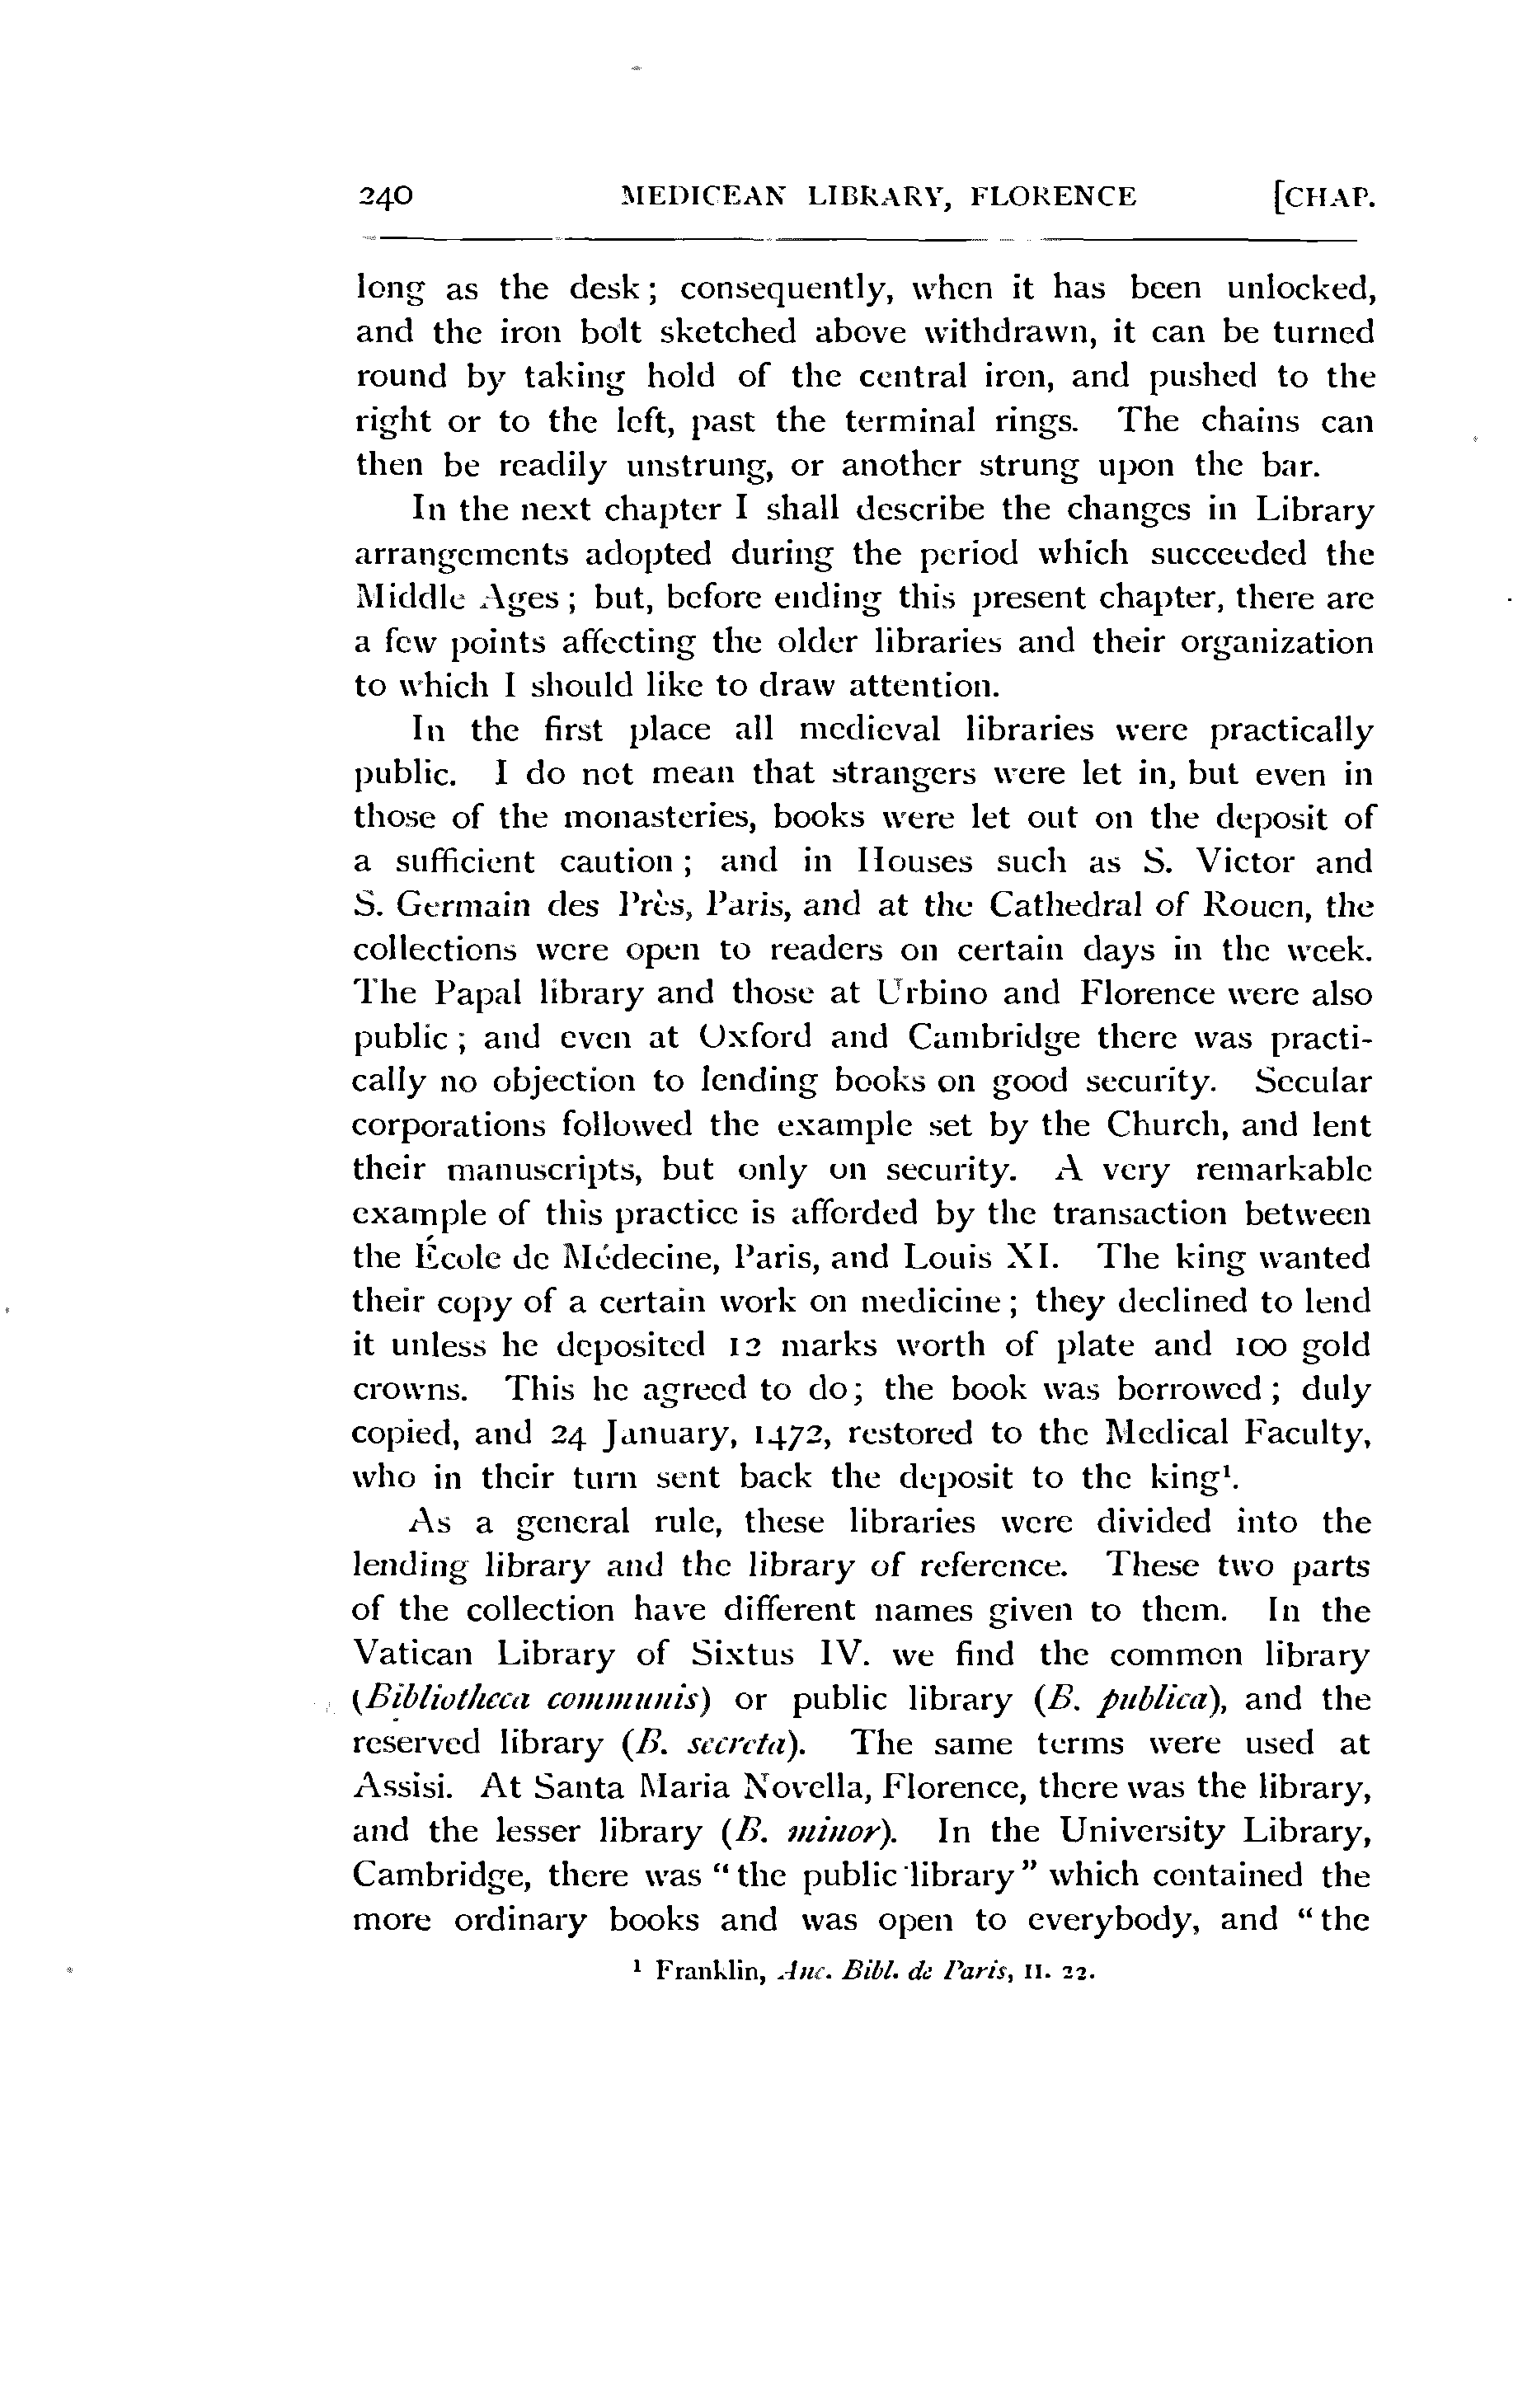 240 MEDICEAN LIBRARY, FLORENCE [CHAP.
long as the desk; consequently, when it has been unlocked,
and the iron bolt sketched above withdrawn, it can be turned
round by taking hold of the central iron, and pushed to the
right or to the left, past the terminal rings. The chains can
then be readily unstrung, or another strung upon the bar.
In the next chapter I shall describe the changes in Library
arrangements adopted during the period which succeeded the
Middle Ages; but, before ending this present chapter, there are
a few points affecting the older libraries and their organization
to which I should like to draw attention.
In the first place all medieval libraries were practically
public. I do not mean that strangers were let in, but even in
those of the monasteries, books were let out on the deposit of
a sufficient caution; and in Houses such as S. Victor and
S. Germain des Près, Paris, and at the Cathedral of Rouen, the
collections were open to readers on certain days in the week.
The Papal library and those at Urbino and Florence were also
public; and even at Oxford and Cambridge there was practi-
cally no objection to lending books on good security. Secular
corporations followed the example set by the Church, and lent
their manuscripts, but only on security. A very remarkable
example of this practice is afforded by the transaction between
the École de Médecine, Paris, and Louis XI. The king wanted
their copy of a certain work on medicine; they declined to lend
it unless he deposited 12 marks worth of plate and 100 gold
crowns. This he agreed to do; the book was borrowed; duly
copied, and 24 January, 1472, restored to the Medical Faculty,
who in their turn sent back the deposit to the king¹.
As a general rule, these libraries were divided into the
lending library and the library of reference. These two parts
of the collection have different names given to them. In the
Vatican Library of Sixtus IV. we find the common library
(Bibliotheca communis) or public library (B. publica), and the
reserved library (B. secreta). The same terms were used at
Assisi. At Santa Maria Novella, Florence, there was the library,
and the lesser library (B. minor). In the University Library,
Cambridge, there was "the public library" which contained the
more ordinary books and was open to everybody, and "the
¹ Franklin, Anc. Bibl. de Paris, II. 22.